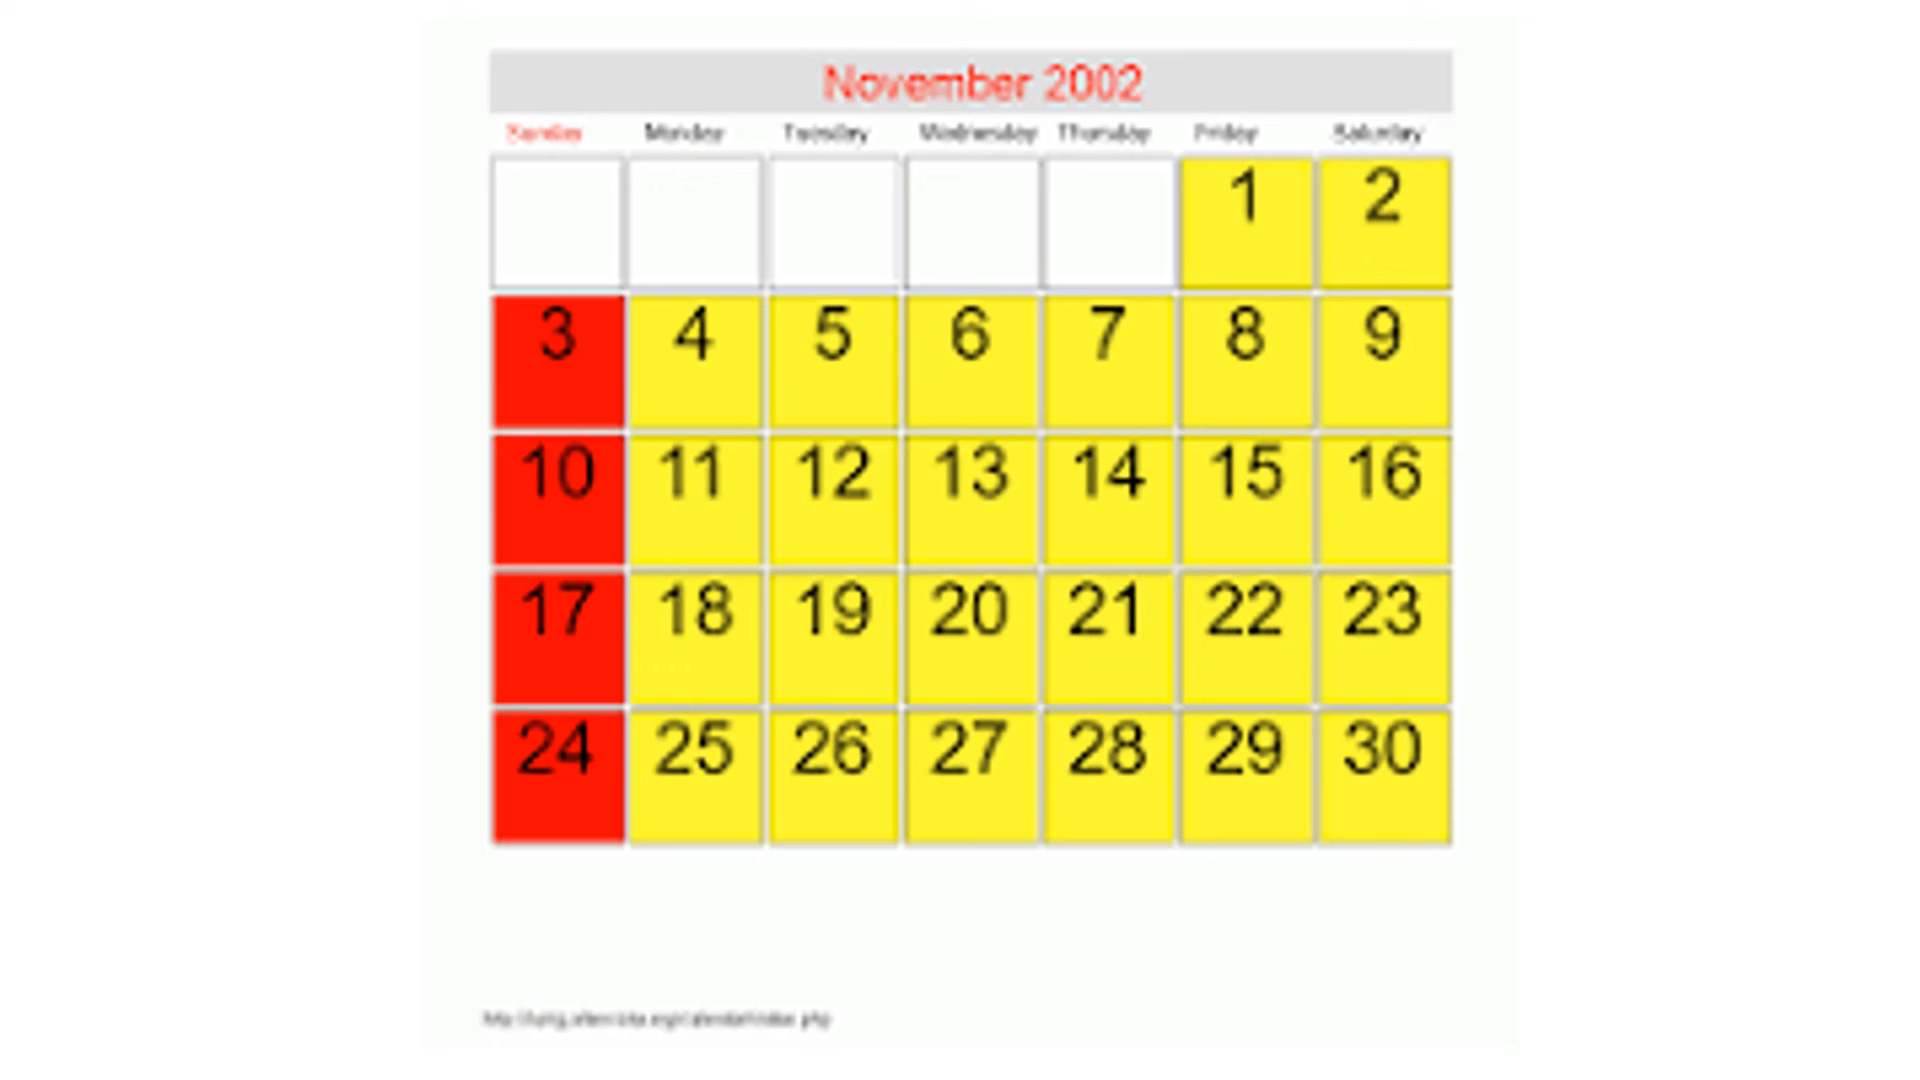 November 2002
Sunday Monday Tuesday Wednesday Thursday Friday Saturday
1 2
3 4 5 6 7 8 9
10 11 12 13 14 15 16
17 18 19 20 21 22 23
24 25 26 27 28 29 30